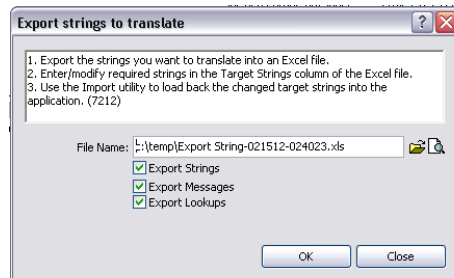 Export strings to translate
1. Export the strings you want to translate into an Excel file.
2. Enter/modify required strings in the Target Strings column of the Excel file.
3. Use the Import utility to load back the changed target strings into the
application. (7212)
File Name: :\temp\Export String-021512-024023.xls
Export Strings
Export Messages
Export Lookups
OK Close